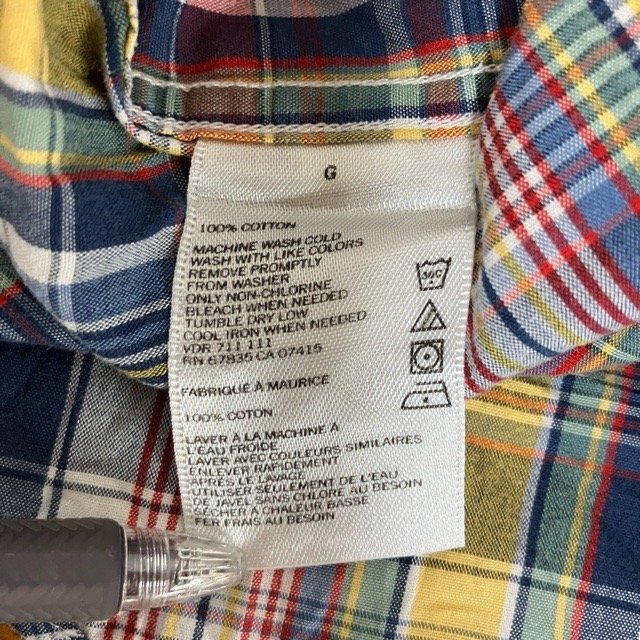 G
100% COTTON
MACHINE WASH COLD
WASH WITH LIKE COLORS
REMOVE PROMPTLY
FROM WASHER
ONLY NON-CHLORINE
BLEACH WHEN NEEDED
TUMBLE DRY LOW
COOL IRON WHEN NEEDED
VDR 711 111
RN 67835 CA 07415
FABRIQUÉ À MAURICE
100% COTON
LAVER À LA MACHINE À
L'EAU FROIDE
LAVER AVEC COULEURS SIMILAIRES
ENLEVER RAPIDEMENT
APRÈS LE LAVAGE
UTILISER SEULEMENT DE L'EAU
DE JAVEL SANS CHLORE AU BESOIN
SÉCHER À CHALEUR BASSE
FER FRAIS AU BESOIN
30C